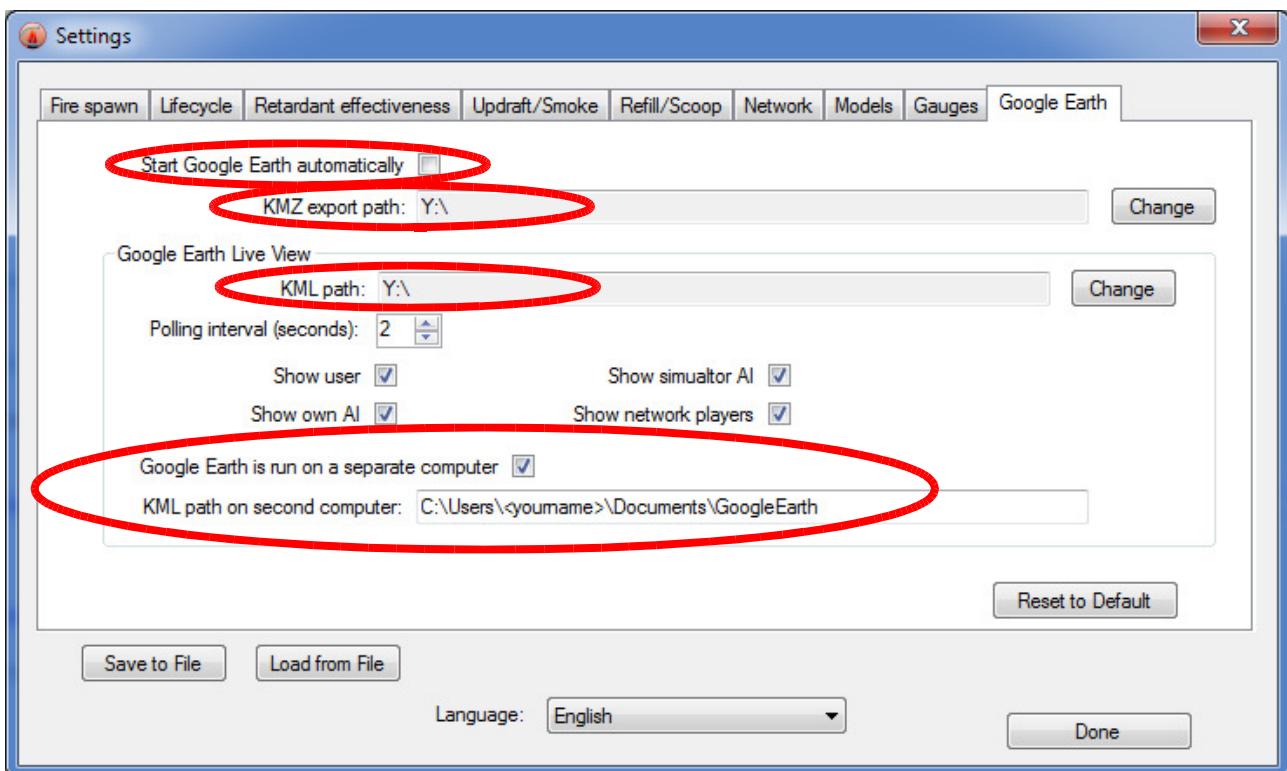 Settings
Fire spawn Lifecycle Retardant effectiveness Updraft/Smoke Refill/Scoop Network Models Gauges Google Earth
Start Google Earth automatically
KMZ export path: Y:\ Change
Google Earth Live View
KML path: Y:\ Change
Polling interval (seconds): 2
Show user Show simualtor AI
Show own AI Show network players
Google Earth is run on a separate computer
KML path on second computer: C:\Users\<yourname>\Documents\GoogleEarth
Reset to Default
Save to File Load from File
Language: English
Done